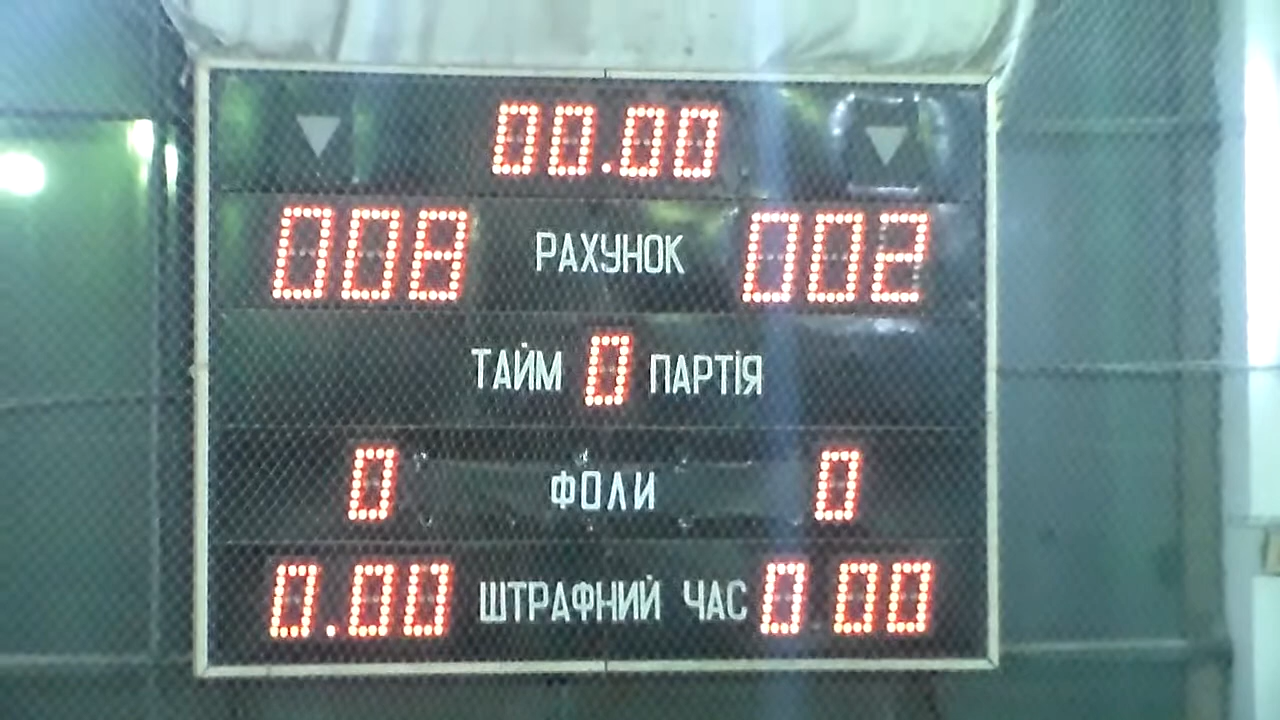 00.00
008 РАХУНОК 002
ТАЙМ 0 ПАРТІЯ
0 ФОЛИ 0
0.00 ШТРАФНИЙ ЧАС 0 00